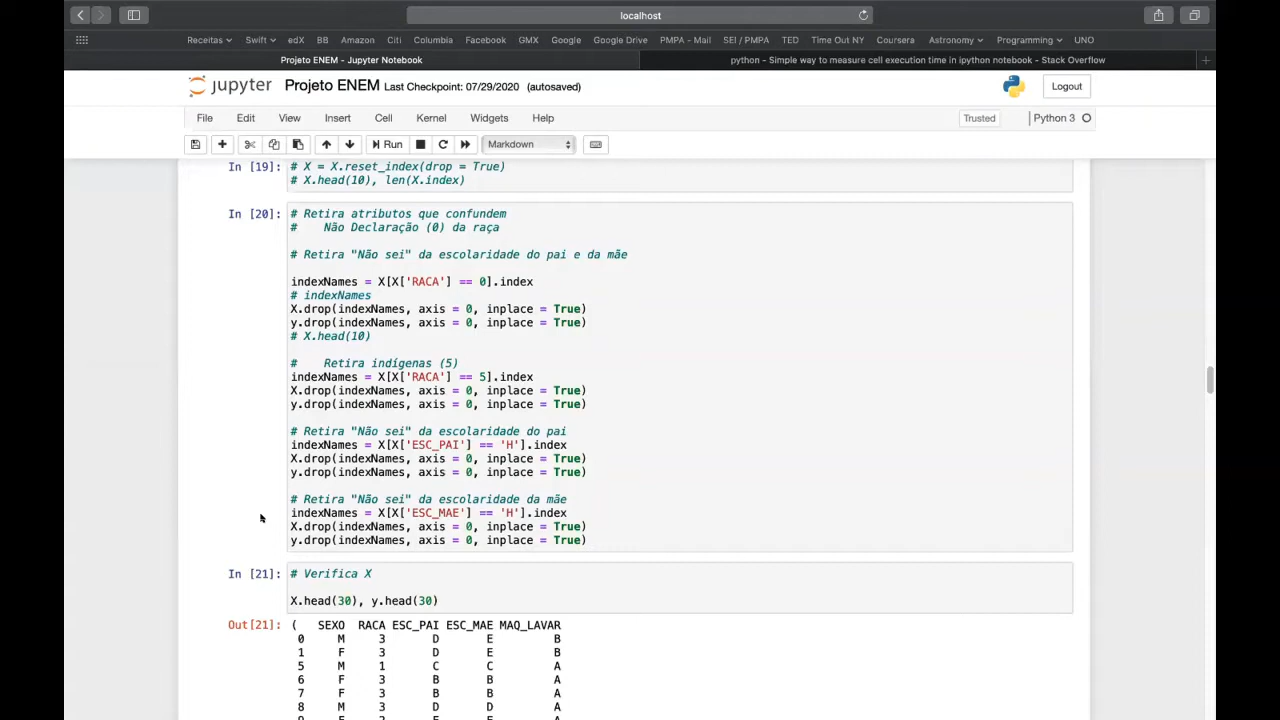 localhost
Receitas Swift edX BB Amazon Citi Columbia Facebook GMX Google Google Drive PMPA - Mail SEI / PMPA TED Time Out NY Coursera Astronomy Programming UNO
Projeto ENEM - Jupyter Notebook
python - Simple way to measure cell execution time in ipython notebook - Stack Overflow
jupyter Projeto ENEM Last Checkpoint: 07/29/2020 (autosaved)
Logout
File Edit View Insert Cell Kernel Widgets Help
Trusted
Python 3
Run
Markdown
In [19]: # X = X.reset_index(drop = True)
# X.head(10), len(X.index)
In [20]: # Retira atributos que confundem
# Não Declaração (0) da raça
# Retira "Não sei" da escolaridade do pai e da mãe
indexNames = X[X['RACA'] == 0].index
# indexNames
X.drop(indexNames, axis = 0, inplace = True)
y.drop(indexNames, axis = 0, inplace = True)
# X.head(10)
# Retira indígenas (5)
indexNames = X[X['RACA'] == 5].index
X.drop(indexNames, axis = 0, inplace = True)
y.drop(indexNames, axis = 0, inplace = True)
# Retira "Não sei" da escolaridade do pai
indexNames = X[X['ESC_PAI'] == 'H'].index
X.drop(indexNames, axis = 0, inplace = True)
y.drop(indexNames, axis = 0, inplace = True)
# Retira "Não sei" da escolaridade da mãe
indexNames = X[X['ESC_MAE'] == 'H'].index
X.drop(indexNames, axis = 0, inplace = True)
y.drop(indexNames, axis = 0, inplace = True)
In [21]: # Verifica X
X.head(30), y.head(30)
Out[21]: ( SEXO RACA ESC_PAI ESC_MAE MAQ_LAVAR
0 M 3 D E B
1 F 3 D E B
5 M 1 C C A
6 F 3 B B A
7 F 3 B B A
8 M 3 D D A